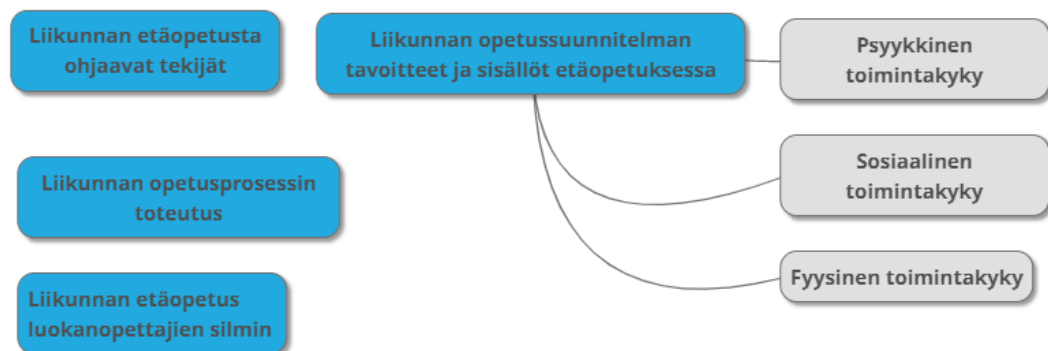 Liikunnan etäopetusta
ohjaavat tekijät
Liikunnan opetussuunnitelman
tavoitteet ja sisällöt etäopetuksessa
Psyykkinen
toimintakyky
Liikunnan opetusprosessin
toteutus
Sosiaalinen
toimintakyky
Liikunnan etäopetus
luokanopettajien silmin
Fyysinen toimintakyky